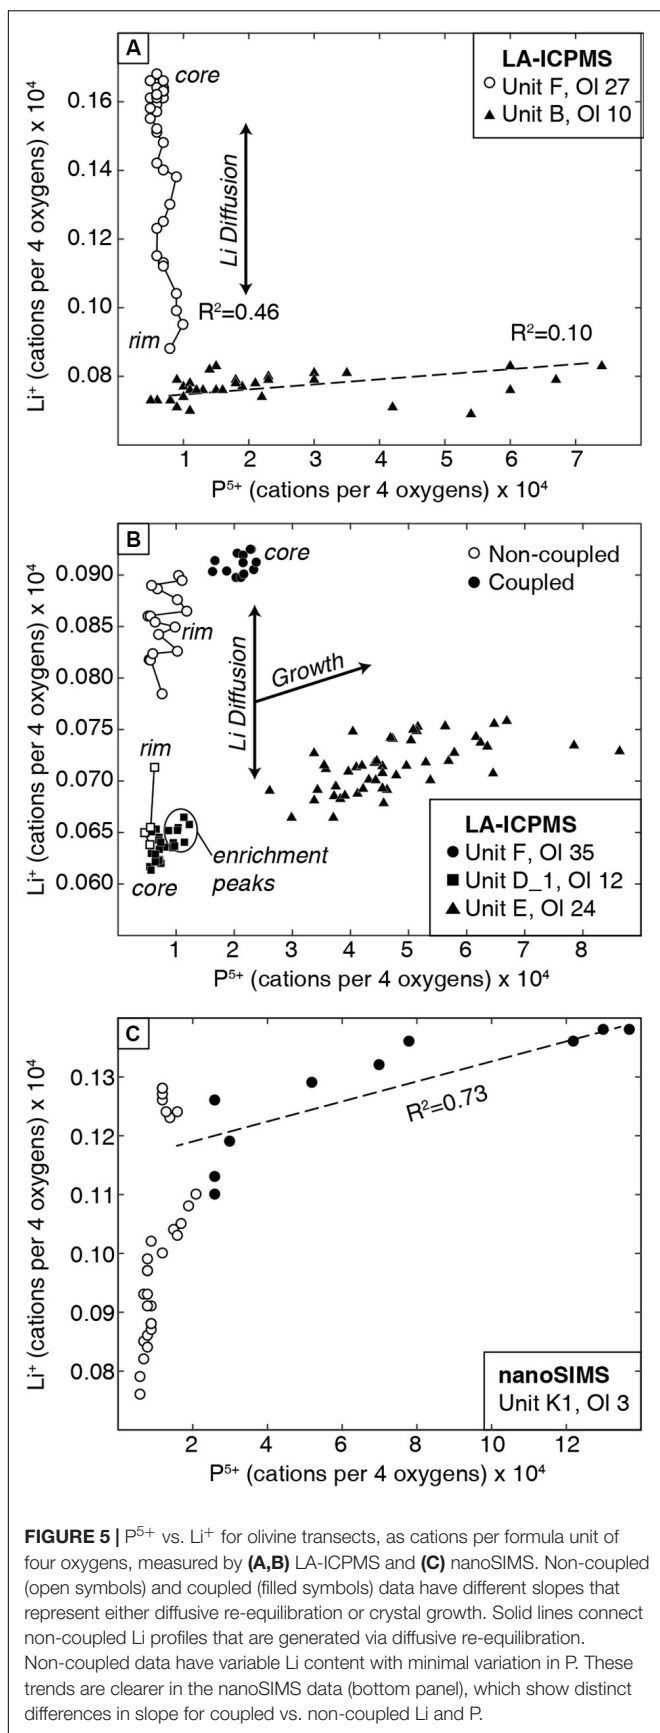 A
LA-ICPMS
Unit F, Ol 27
Unit B, Ol 10
core
Li Diffusion
R²=0.46
rim
R²=0.10
0.16
0.14
0.12
0.10
0.08
Li⁺ (cations per 4 oxygens) x 10⁴
1 2 3 4 5 6 7
P⁵⁺ (cations per 4 oxygens) x 10⁴
B
core
Non-coupled
Coupled
rim
Li Diffusion
Growth
rim
enrichment
peaks
core
LA-ICPMS
Unit F, Ol 35
Unit D_1, Ol 12
Unit E, Ol 24
0.090
0.085
0.080
0.075
0.070
0.065
0.060
Li⁺ (cations per 4 oxygens) x 10⁴
1 2 3 4 5 6 7 8
P⁵⁺ (cations per 4 oxygens) x 10⁴
C
R²=0.73
nanoSIMS
Unit K1, Ol 3
0.13
0.12
0.11
0.10
0.09
0.08
Li⁺ (cations per 4 oxygens) x 10⁴
2 4 6 8 10 12
P⁵⁺ (cations per 4 oxygens) x 10⁴
FIGURE 5 | P⁵⁺ vs. Li⁺ for olivine transects, as cations per formula unit of
four oxygens, measured by (A,B) LA-ICPMS and (C) nanoSIMS. Non-coupled
(open symbols) and coupled (filled symbols) data have different slopes that
represent either diffusive re-equilibration or crystal growth. Solid lines connect
non-coupled Li profiles that are generated via diffusive re-equilibration.
Non-coupled data have variable Li content with minimal variation in P. These
trends are clearer in the nanoSIMS data (bottom panel), which show distinct
differences in slope for coupled vs. non-coupled Li and P.